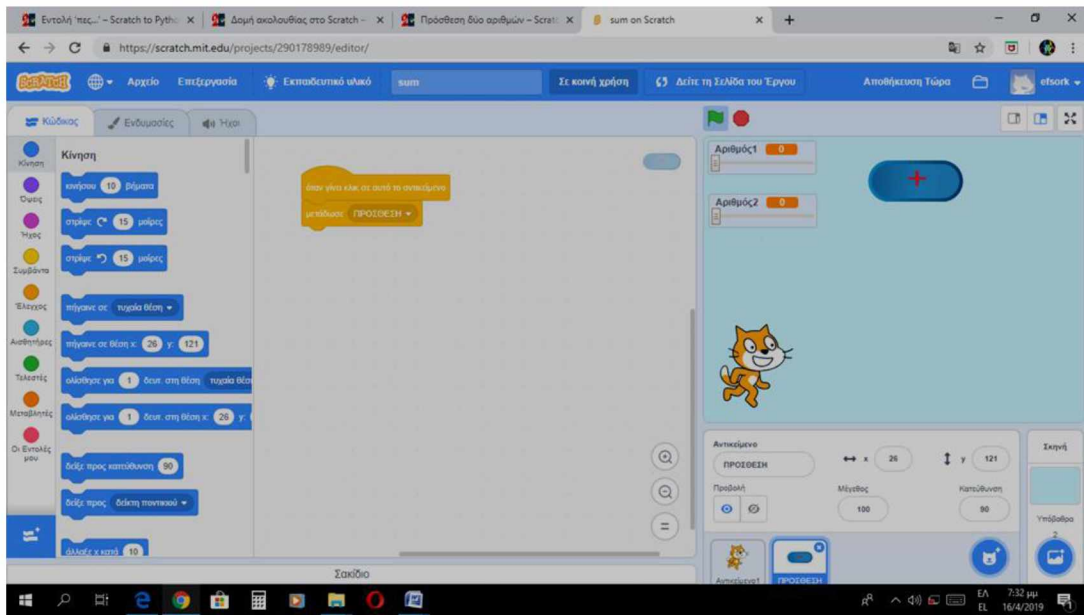 Εντολή 'πες...' – Scratch to Pytho
Δομή ακολουθίας στο Scratch –
Πρόσθεση δύο αριθμών – Scratc
sum on Scratch
https://scratch.mit.edu/projects/290178989/editor/
SCRATCH
Αρχείο
Επεξεργασία
Εκπαιδευτικό υλικό
sum
Σε κοινή χρήση
Δείτε τη Σελίδα του Έργου
Αποθήκευση Τώρα
efsork
Κώδικας
Ενδυμασίες
Ήχοι
Κίνηση
Όψεις
Ήχος
Συμβάντα
Έλεγχος
Αισθητήρες
Τελεστές
Μεταβλητές
Οι Εντολές μου
Κίνηση
κινήσου 10 βήματα
στρίψε 15 μοίρες
στρίψε 15 μοίρες
πήγαινε σε τυχαία θέση
πήγαινε σε θέση x: 26 y: 121
ολίσθησε για 1 δευτ. στη θέση τυχαία θέσ
ολίσθησε για 1 δευτ. στη θέση x: 26 y:
δείξε προς κατεύθυνση 90
δείξε προς δείκτη ποντικιού
άλλαξε x κατά 10
όταν γίνει κλικ σε αυτό το αντικείμενο
μετάδωσε ΠΡΟΣΘΕΣΗ
Σακίδιο
Αριθμός1 0
Αριθμός2 0
+
Αντικείμενο
ΠΡΟΣΘΕΣΗ
x 26
y 121
Προβολή
Μέγεθος
100
Κατεύθυνση
90
Σκηνή
Υπόβαθρα
2
Αντικείμενο1
ΠΡΟΣΘΕΣΗ
ΕΛ
EL
7:32 μμ
16/4/2019